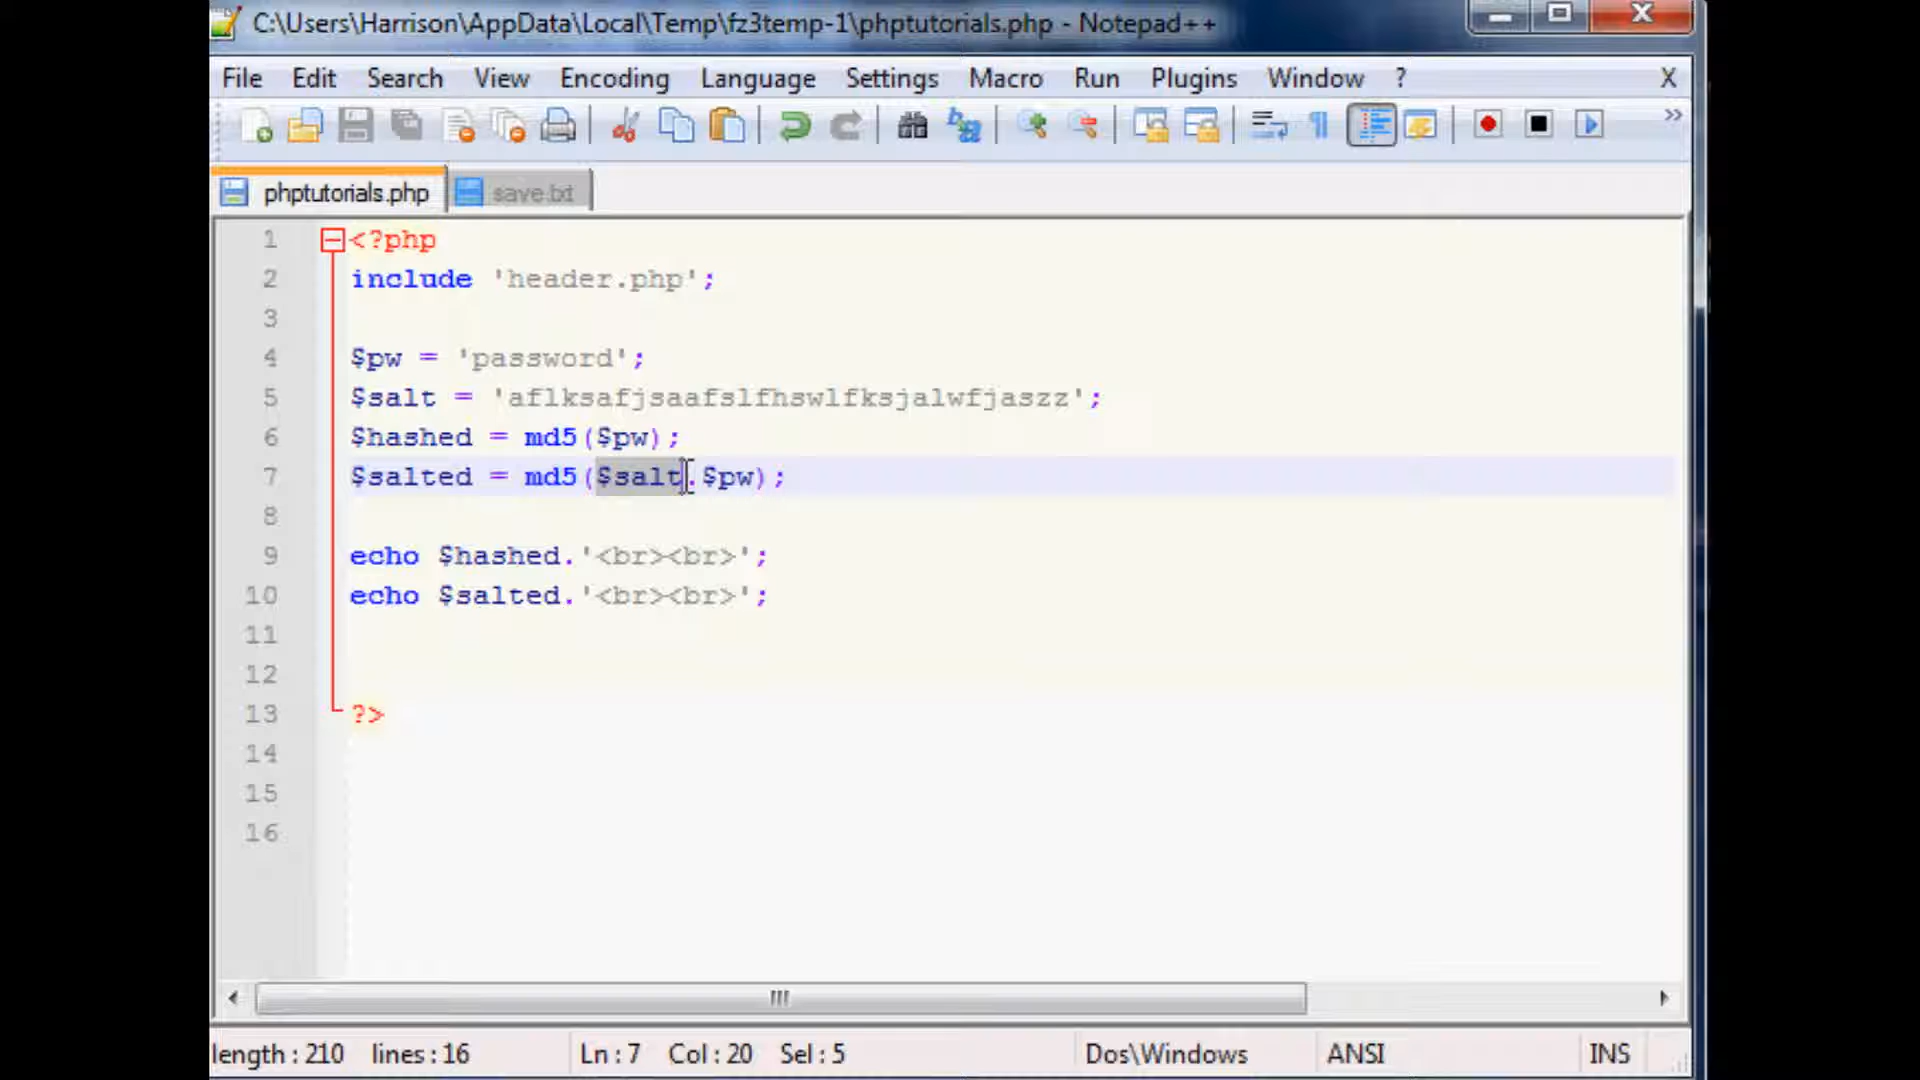 C:\Users\Harrison\AppData\Local\Temp\fz3temp-1\phptutorials.php - Notepad++
File Edit Search View Encoding Language Settings Macro Run Plugins Window ? X
phptutorials.php save.txt
1 <?php
2 include 'header.php';
3
4 $pw = 'password';
5 $salt = 'aflksafjsaafslfhswlfksjalwfjaszz';
6 $hashed = md5($pw);
7 $salted = md5($salt.$pw);
8
9 echo $hashed.'<br><br>';
10 echo $salted.'<br><br>';
11
12
13 ?>
14
15
16
length : 210 lines : 16 Ln : 7 Col : 20 Sel : 5 Dos\Windows ANSI INS